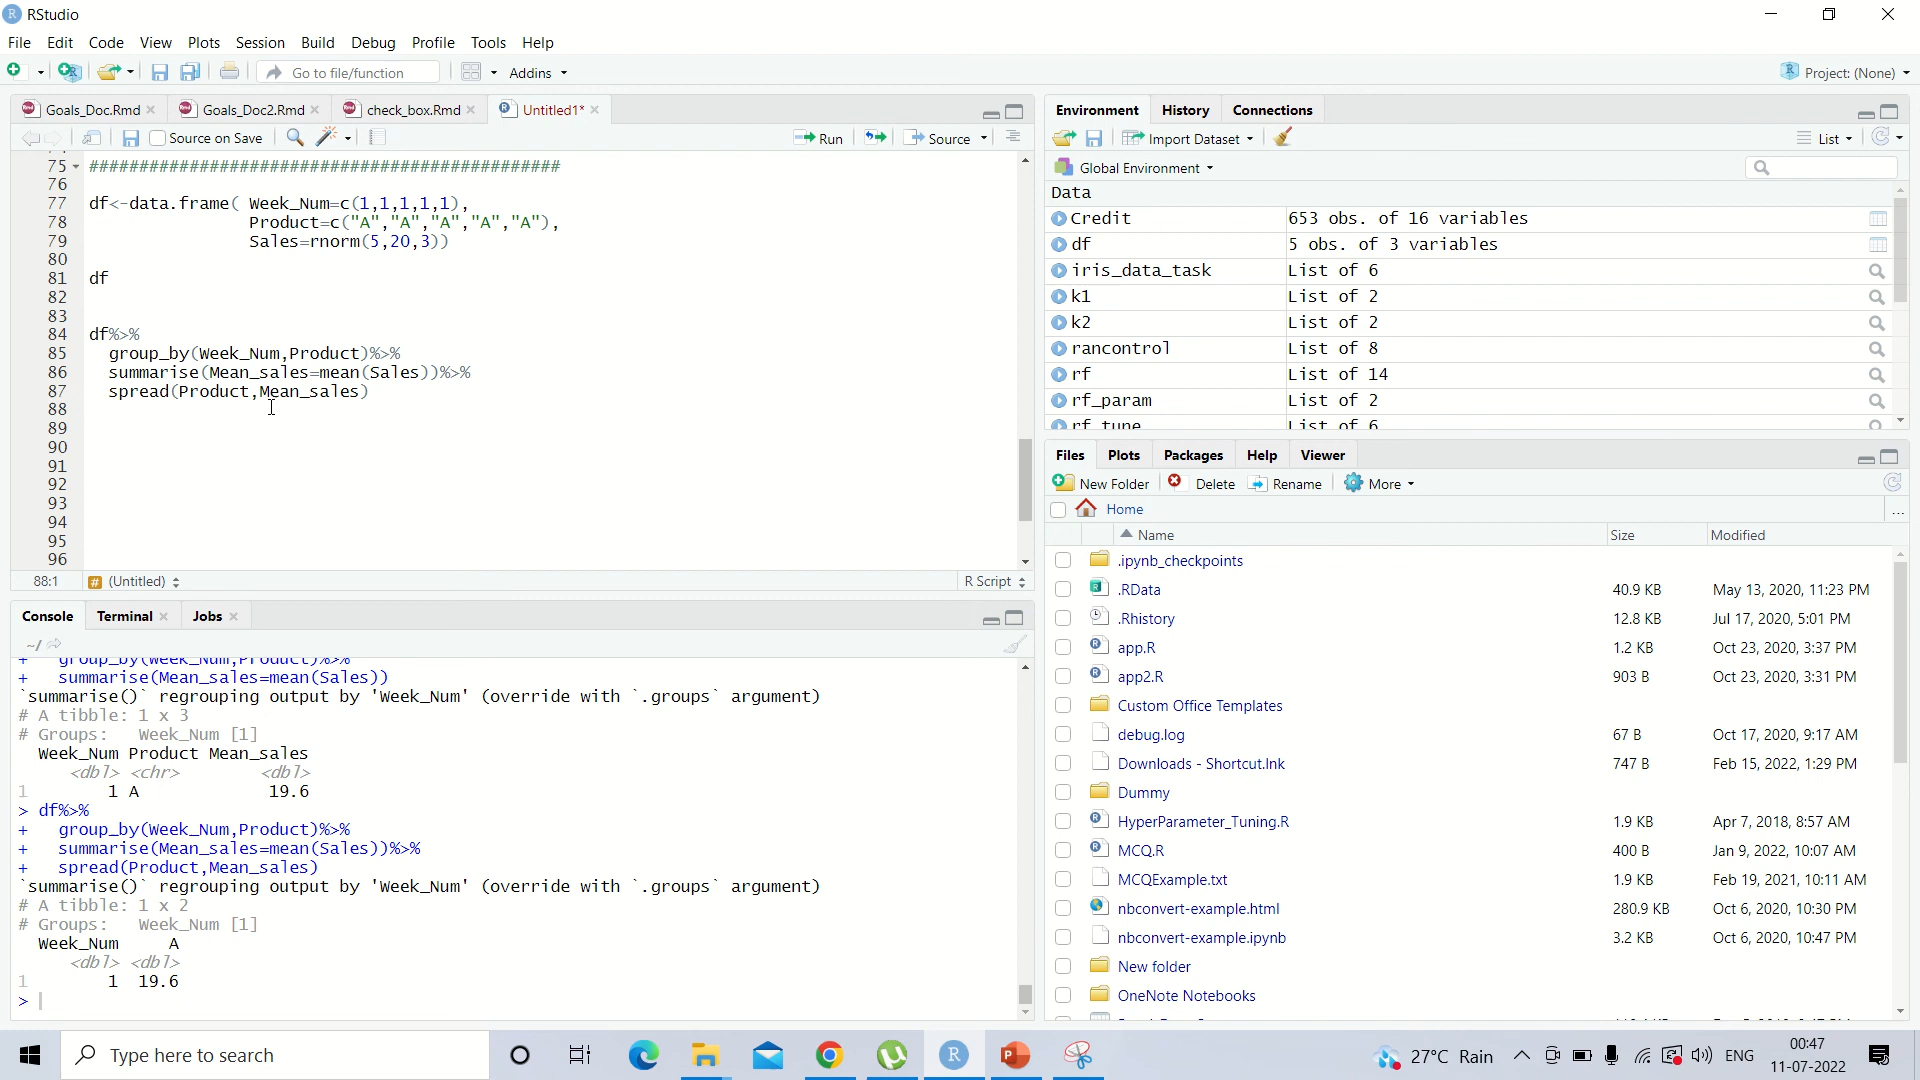 RStudio
File Edit Code View Plots Session Build Debug Profile Tools Help
Go to file/function Addins Project: (None)
Goals_Doc.Rmd Goals_Doc2.Rmd check_box.Rmd Untitled1*
Source on Save Run Source
75 ###############################################
76
77 df<-data.frame( Week_Num=c(1,1,1,1,1),
78 Product=c("A","A","A","A","A"),
79 Sales=rnorm(5,20,3))
80
81 df
82
83
84 df%>%
85 group_by(Week_Num,Product)%>%
86 summarise(Mean_sales=mean(Sales))%>%
87 spread(Product,Mean_sales)
88
89
90
91
92
93
94
95
96
88:1 (Untitled) R Script
Console Terminal Jobs
~/
+ group_by(Week_Num,Product)%>%
+ summarise(Mean_sales=mean(Sales))
`summarise()` regrouping output by 'Week_Num' (override with `.groups` argument)
# A tibble: 1 x 3
# Groups: Week_Num [1]
Week_Num Product Mean_sales
<dbl> <chr> <dbl>
1 1 A 19.6
> df%>%
+ group_by(Week_Num,Product)%>%
+ summarise(Mean_sales=mean(Sales))%>%
+ spread(Product,Mean_sales)
`summarise()` regrouping output by 'Week_Num' (override with `.groups` argument)
# A tibble: 1 x 2
# Groups: Week_Num [1]
Week_Num A
<dbl> <dbl>
1 1 19.6
>
Environment History Connections
Import Dataset List
Global Environment
Data
Credit 653 obs. of 16 variables
df 5 obs. of 3 variables
iris_data_task List of 6
k1 List of 2
k2 List of 2
rancontrol List of 8
rf List of 14
rf_param List of 2
rf_tune List of 6
Files Plots Packages Help Viewer
New Folder Delete Rename More
Home ...
Name Size Modified
.ipynb_checkpoints
.RData 40.9 KB May 13, 2020, 11:23 PM
.Rhistory 12.8 KB Jul 17, 2020, 5:01 PM
app.R 1.2 KB Oct 23, 2020, 3:37 PM
app2.R 903 B Oct 23, 2020, 3:31 PM
Custom Office Templates
debug.log 67 B Oct 17, 2020, 9:17 AM
Downloads - Shortcut.lnk 747 B Feb 15, 2022, 1:29 PM
Dummy
HyperParameter_Tuning.R 1.9 KB Apr 7, 2018, 8:57 AM
MCQ.R 400 B Jan 9, 2022, 10:07 AM
MCQExample.txt 1.9 KB Feb 19, 2021, 10:11 AM
nbconvert-example.html 280.9 KB Oct 6, 2020, 10:30 PM
nbconvert-example.ipynb 3.2 KB Oct 6, 2020, 10:47 PM
New folder
OneNote Notebooks
Type here to search
27°C Rain ENG
00:47
11-07-2022